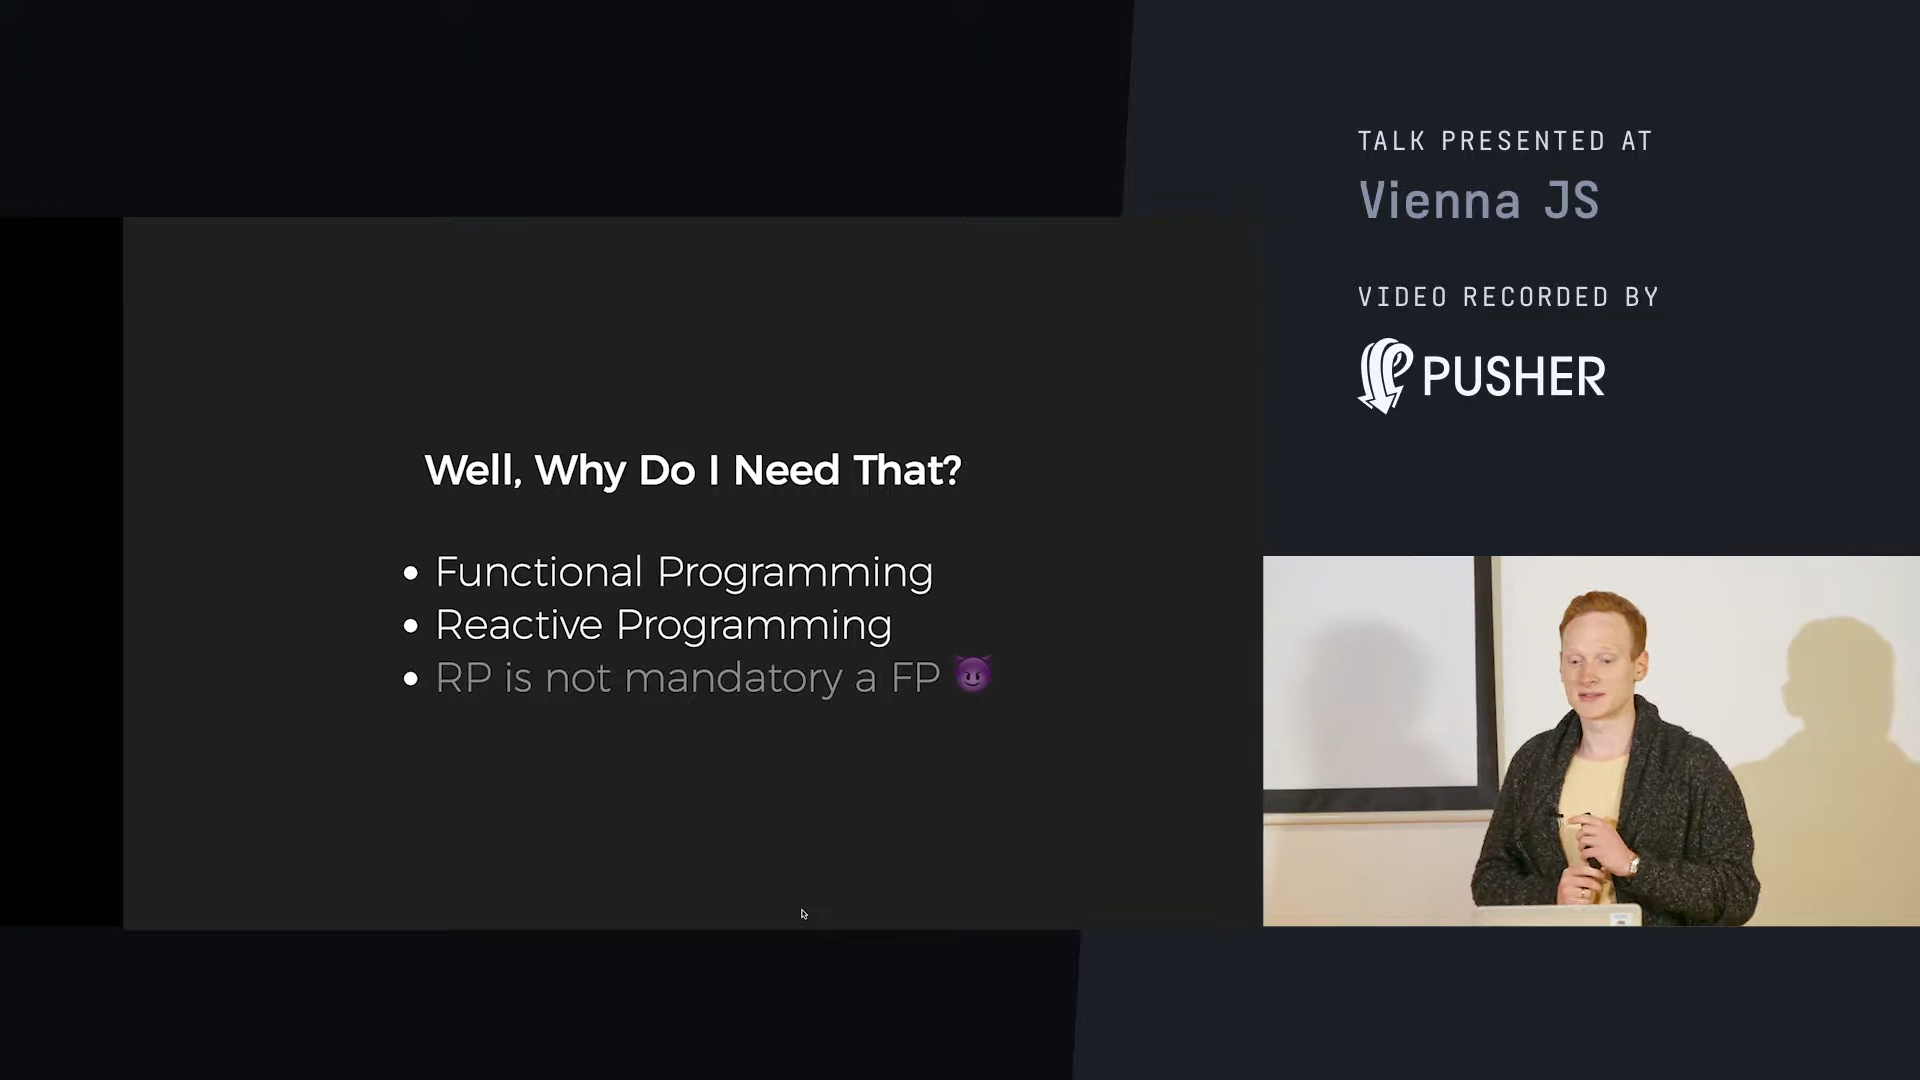 TALK PRESENTED AT
Vienna JS
VIDEO RECORDED BY
PUSHER
Well, Why Do I Need That?
• Functional Programming
• Reactive Programming
• RP is not mandatory a FP 😈